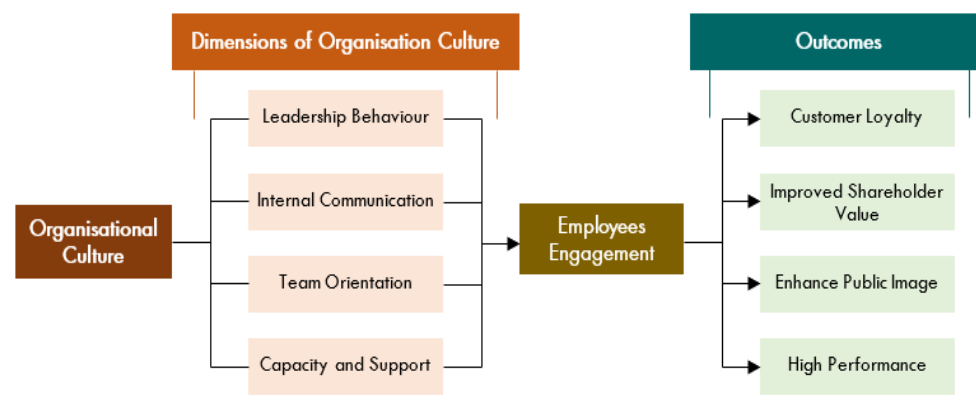 Dimensions of Organisation Culture
Outcomes
Leadership Behaviour
Customer Loyalty
Internal Communication
Improved Shareholder
Value
Organisational
Culture
Employees
Engagement
Team Orientation
Enhance Public Image
Capacity and Support
High Performance